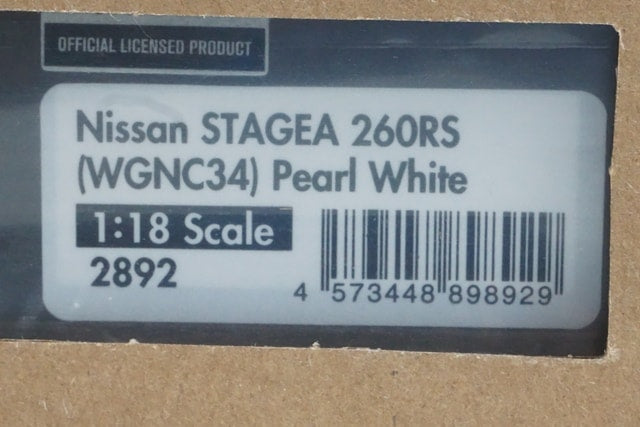 OFFICIAL LICENSED PRODUCT
Nissan STAGEA 260RS
(WGNC34) Pearl White
1:18 Scale
2892
4 573448 898929